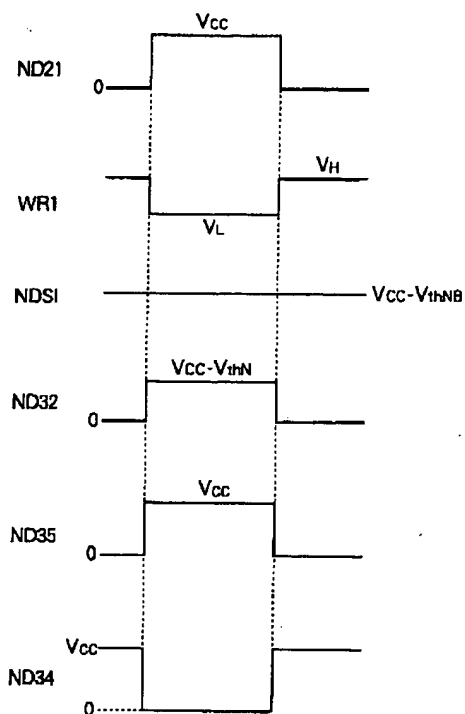 VCC
ND21
0
VH
WR1
VL
NDSI
VCC-VthNB
VCC-VthN
0
ND32
VCC
ND35
0
VCC
ND34
0